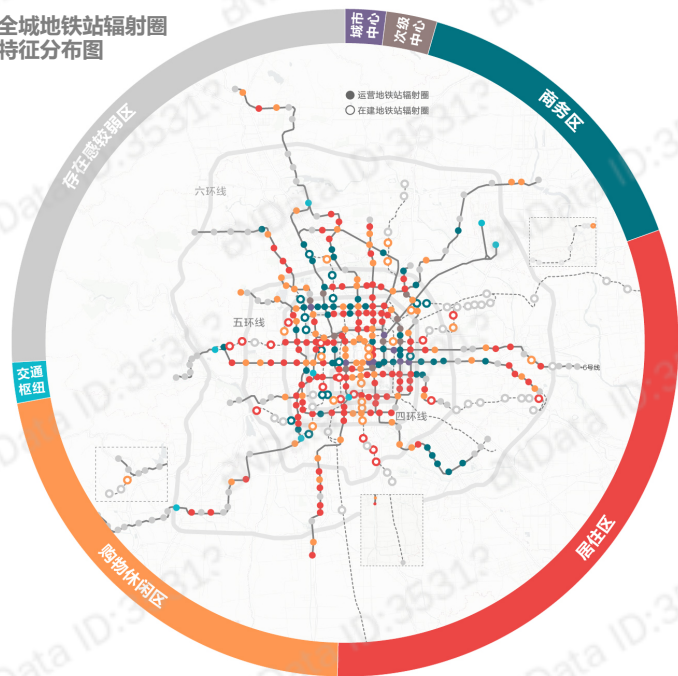 全城地铁站辐射圈
特征分布图
城市
中心
次级
中心
商务区
运营地铁站辐射圈
在建地铁站辐射圈
存在感较弱区
六环线
五环线
交通
枢纽
6号线
四环线
居住区
购物休闲区
BNData ID:35313